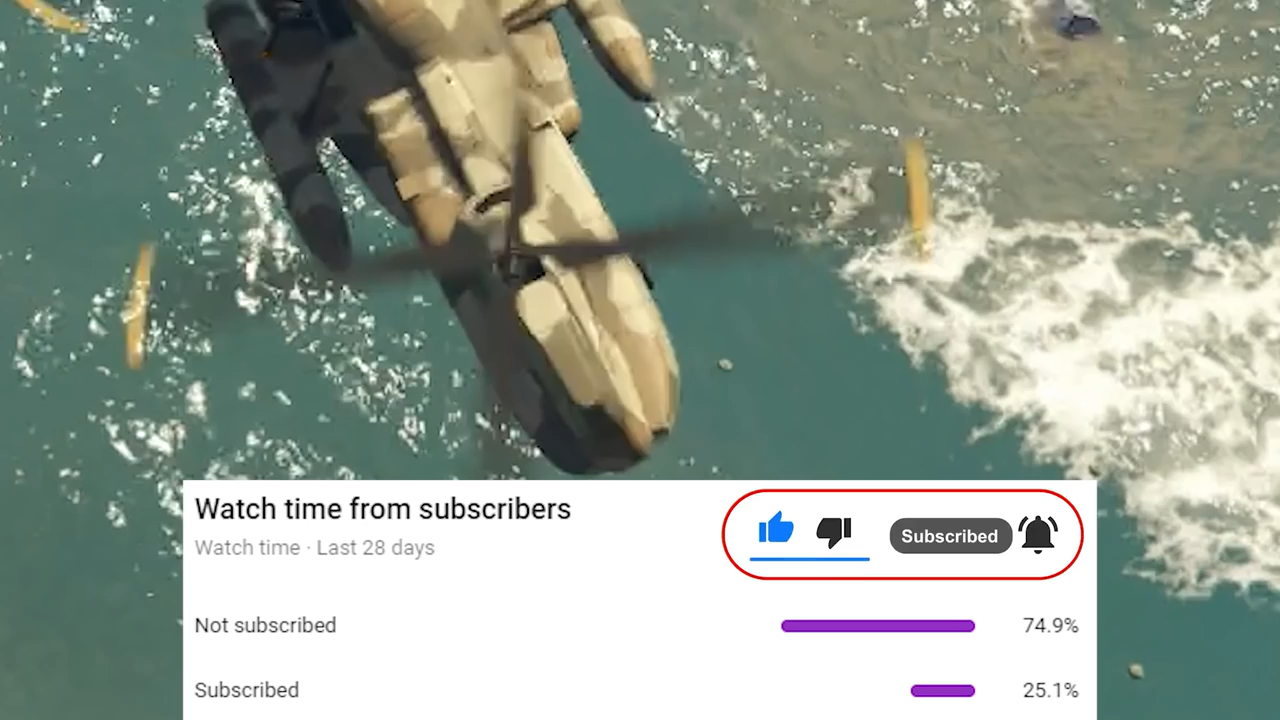 Watch time from subscribers
Watch time · Last 28 days
Subscribed
Not subscribed 74.9%
Subscribed 25.1%